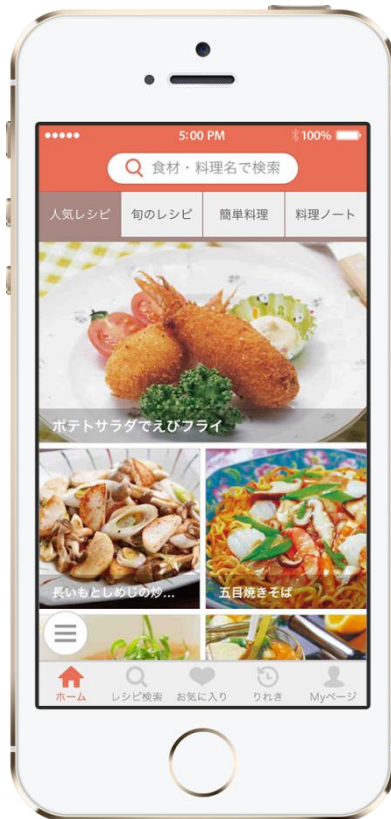 5:00 PM
100%
食材・料理名で検索
人気レシピ
旬のレシピ
簡単料理
料理ノート
ポテトサラダでえびフライ
長いもとしめじの炒...
五目焼きそば
ホーム
レシピ検索
お気に入り
りれき
Myページ